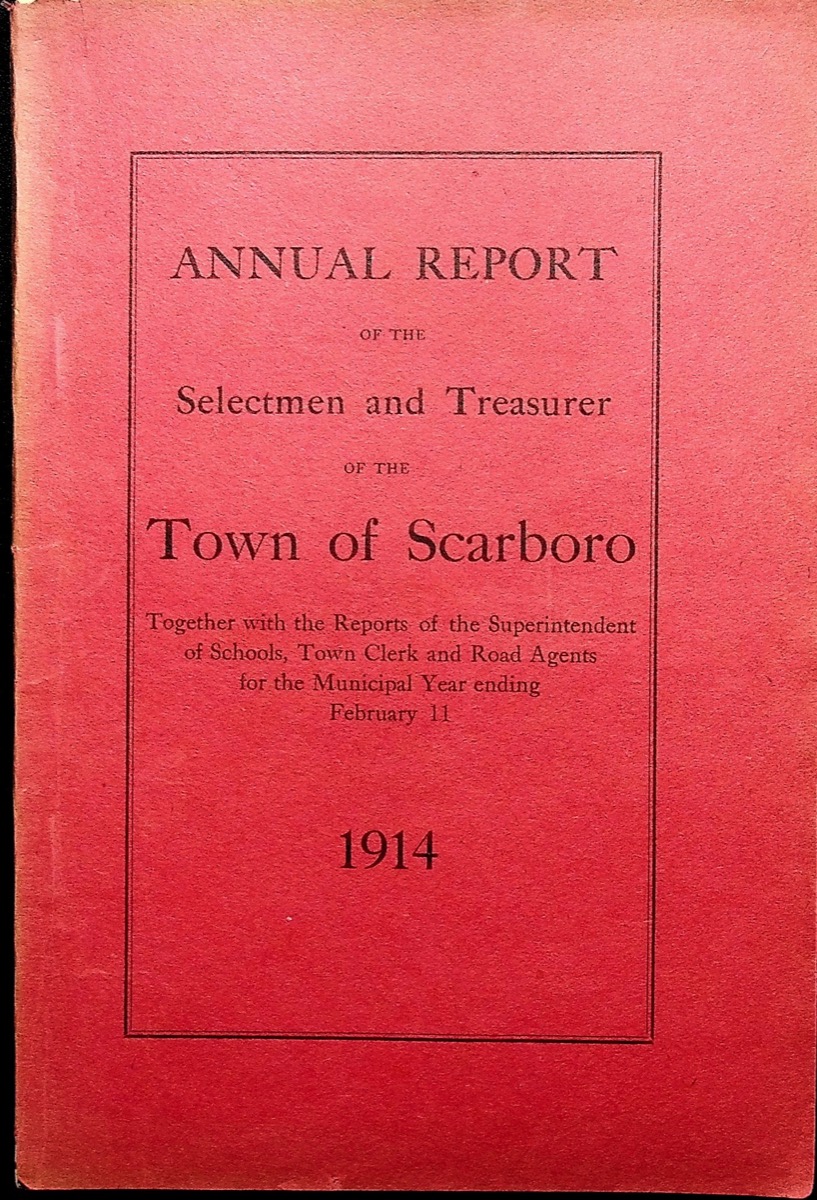 ANNUAL REPORT
OF THE
Selectmen and Treasurer
OF THE
Town of Scarboro
Together with the Reports of the Superintendent
of Schools, Town Clerk and Road Agents
for the Municipal Year ending
February 11
1914